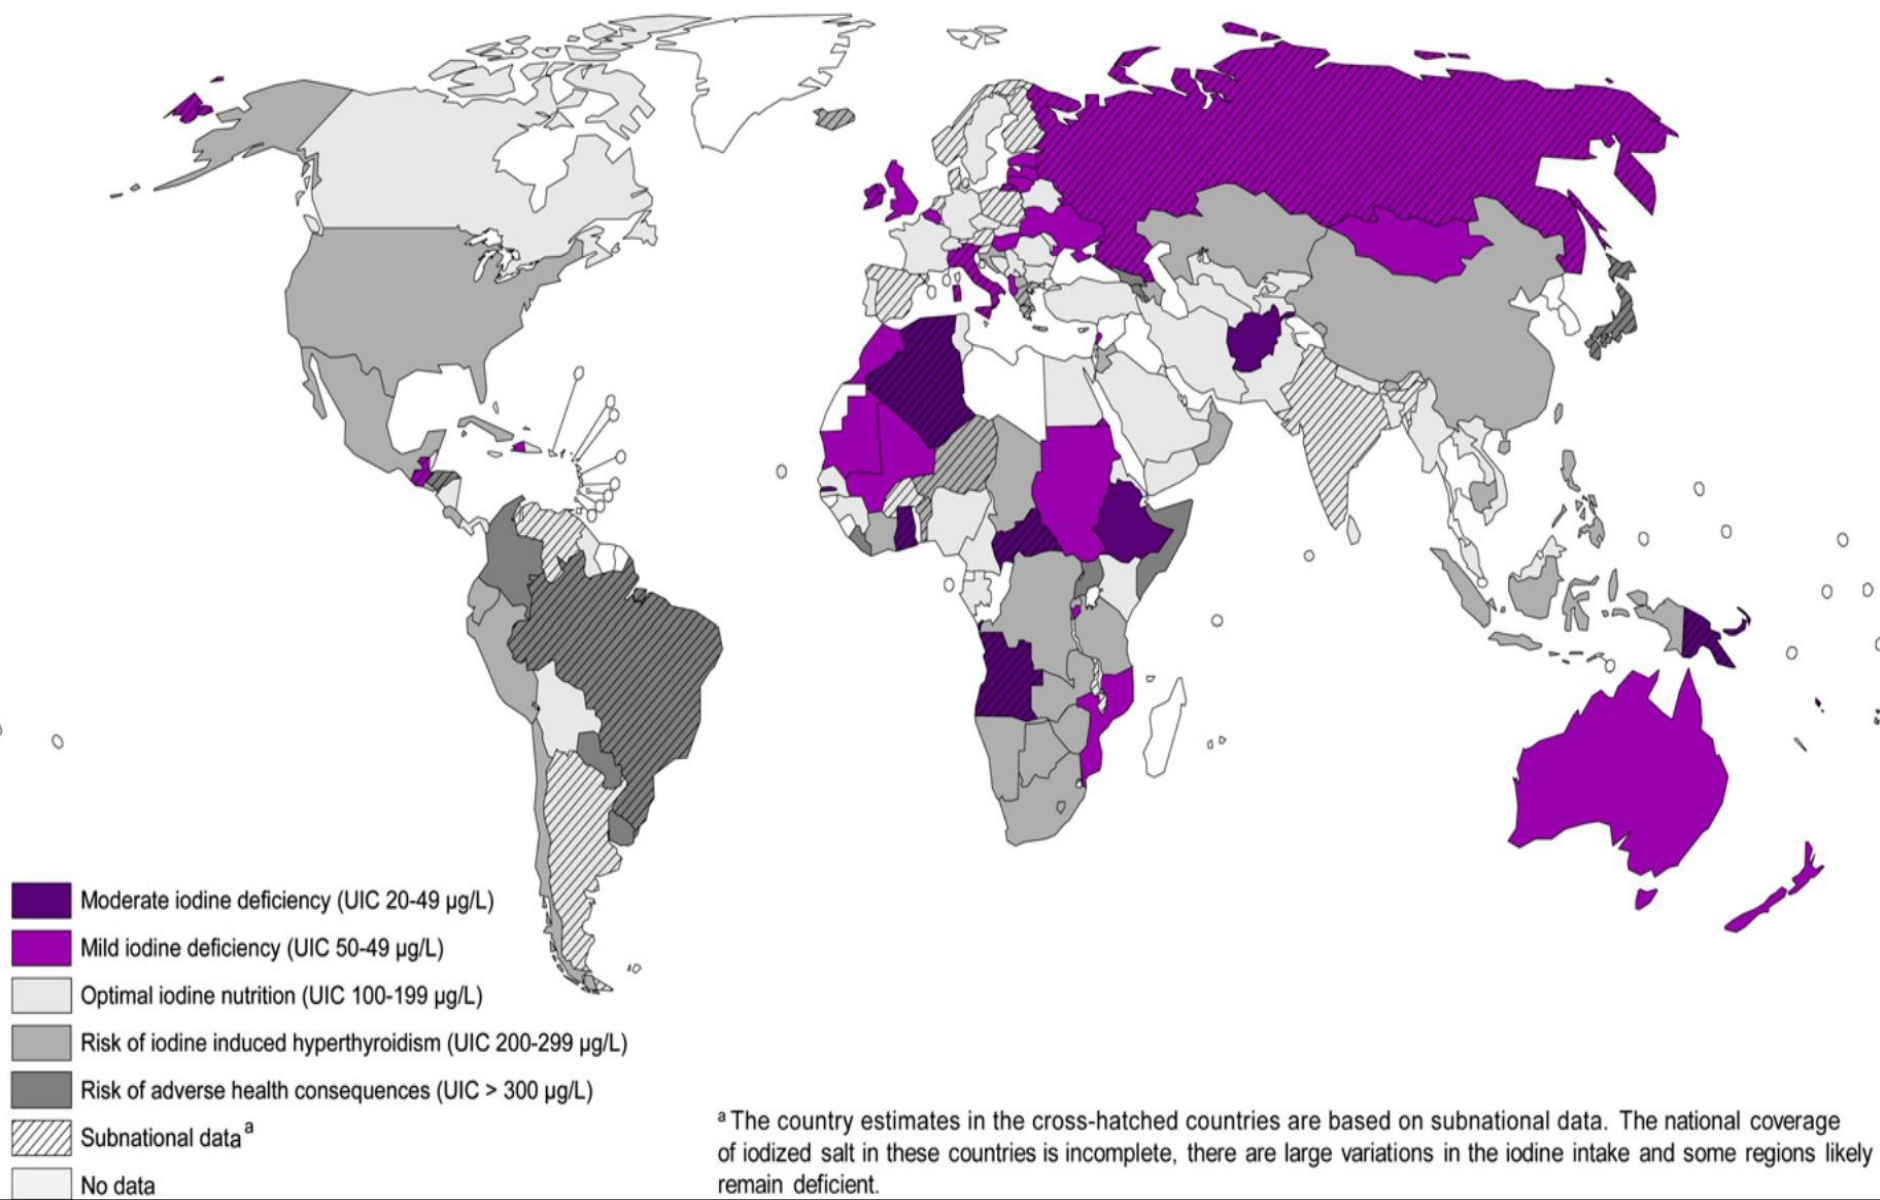 Moderate iodine deficiency (UIC 20-49 µg/L)
Mild iodine deficiency (UIC 50-49 µg/L)
Optimal iodine nutrition (UIC 100-199 µg/L)
Risk of iodine induced hyperthyroidism (UIC 200-299 µg/L)
Risk of adverse health consequences (UIC > 300 µg/L)
Subnational data a
No data
a The country estimates in the cross-hatched countries are based on subnational data. The national coverage
of iodized salt in these countries is incomplete, there are large variations in the iodine intake and some regions likely
remain deficient.